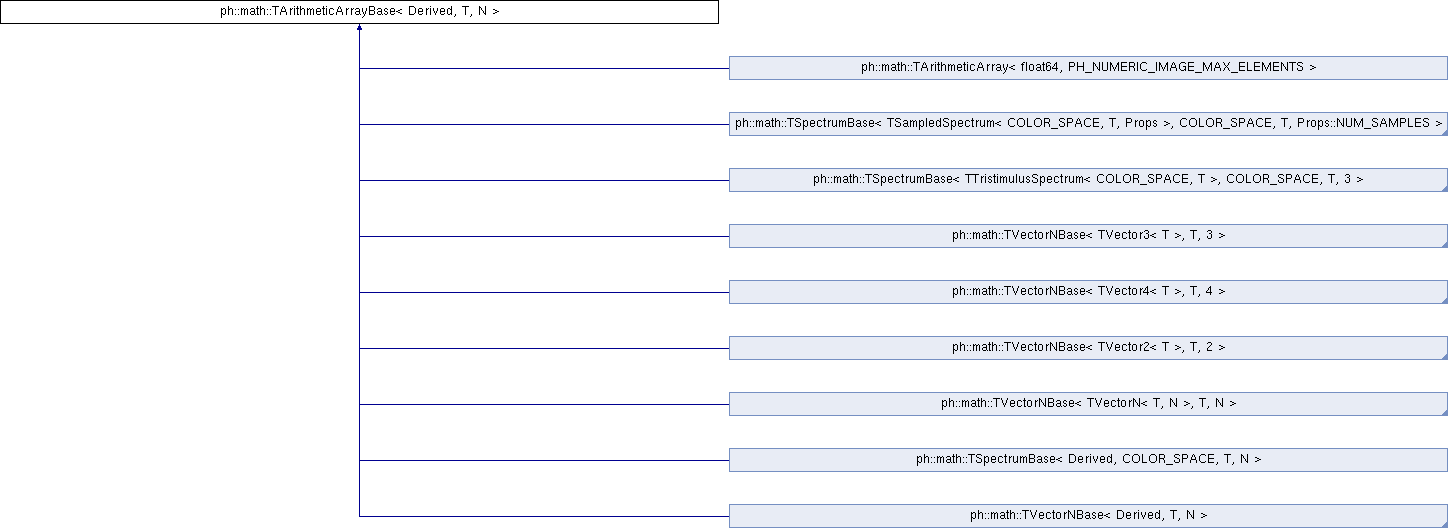 ph::math::TArithmeticArrayBase< Derived, T, N >
ph::math::TArithmeticArray< float64, PH_NUMERIC_IMAGE_MAX_ELEMENTS >
ph::math::TSpectrumBase< TSampledSpectrum< COLOR_SPACE, T, Props >, COLOR_SPACE, T, Props::NUM_SAMPLES >
ph::math::TSpectrumBase< TTristimulusSpectrum< COLOR_SPACE, T >, COLOR_SPACE, T, 3 >
ph::math::TVectorNBase< TVector3< T >, T, 3 >
ph::math::TVectorNBase< TVector4< T >, T, 4 >
ph::math::TVectorNBase< TVector2< T >, T, 2 >
ph::math::TVectorNBase< TVectorN< T, N >, T, N >
ph::math::TSpectrumBase< Derived, COLOR_SPACE, T, N >
ph::math::TVectorNBase< Derived, T, N >